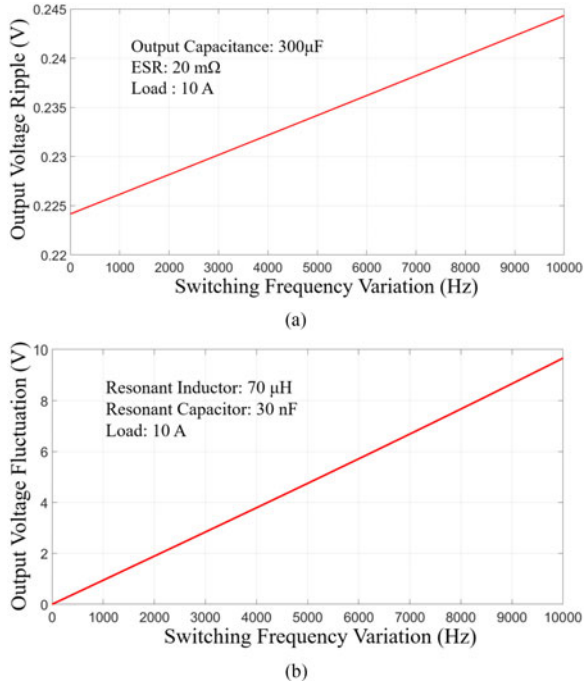 0.245
0.24
0.235
0.23
0.225
0.22
Output Voltage Ripple (V)
Output Capacitance: 300μF
ESR: 20 mΩ
Load : 10 A
0 1000 2000 3000 4000 5000 6000 7000 8000 9000 10000
Switching Frequency Variation (Hz)
(a)
10
8
6
4
2
0
Output Voltage Fluctuation (V)
Resonant Inductor: 70 μH
Resonant Capacitor: 30 nF
Load: 10 A
0 1000 2000 3000 4000 5000 6000 7000 8000 9000 10000
Switching Frequency Variation (Hz)
(b)